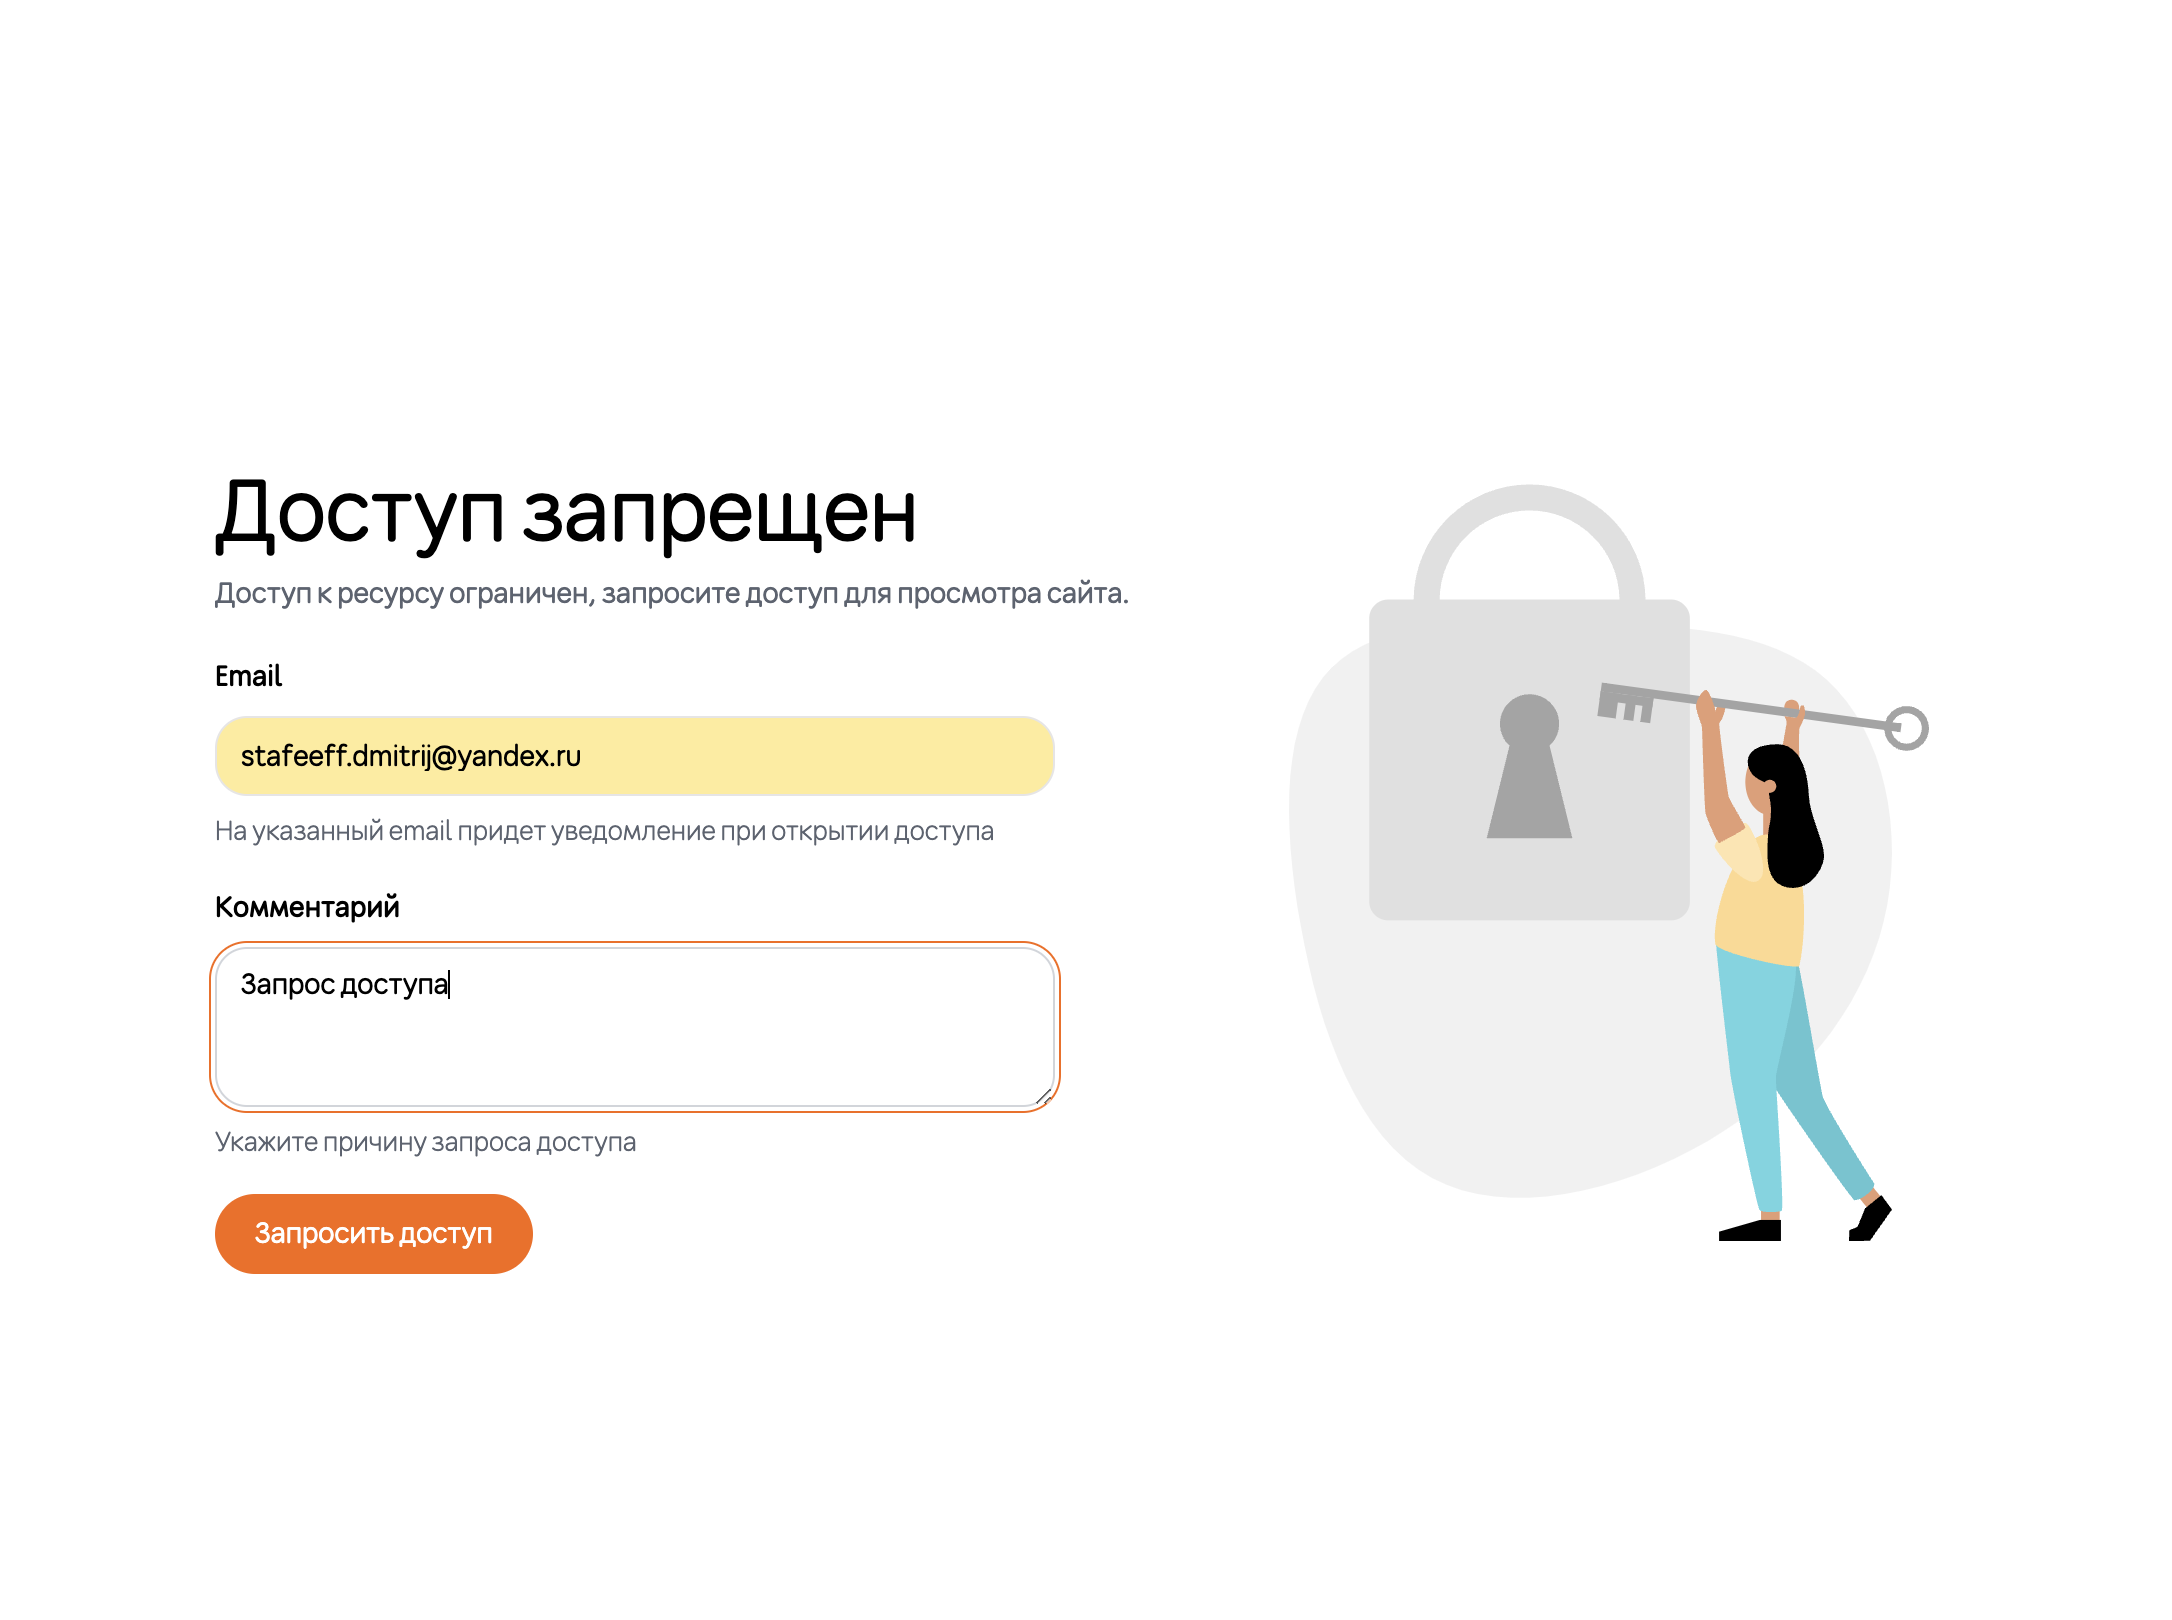 Доступ запрещен
Доступ к ресурсу ограничен, запросите доступ для просмотра сайта.
Email
stafeeff.dmitrij@yandex.ru
На указанный email придет уведомление при открытии доступа
Комментарий
Запрос доступа
Укажите причину запроса доступа
Запросить доступ